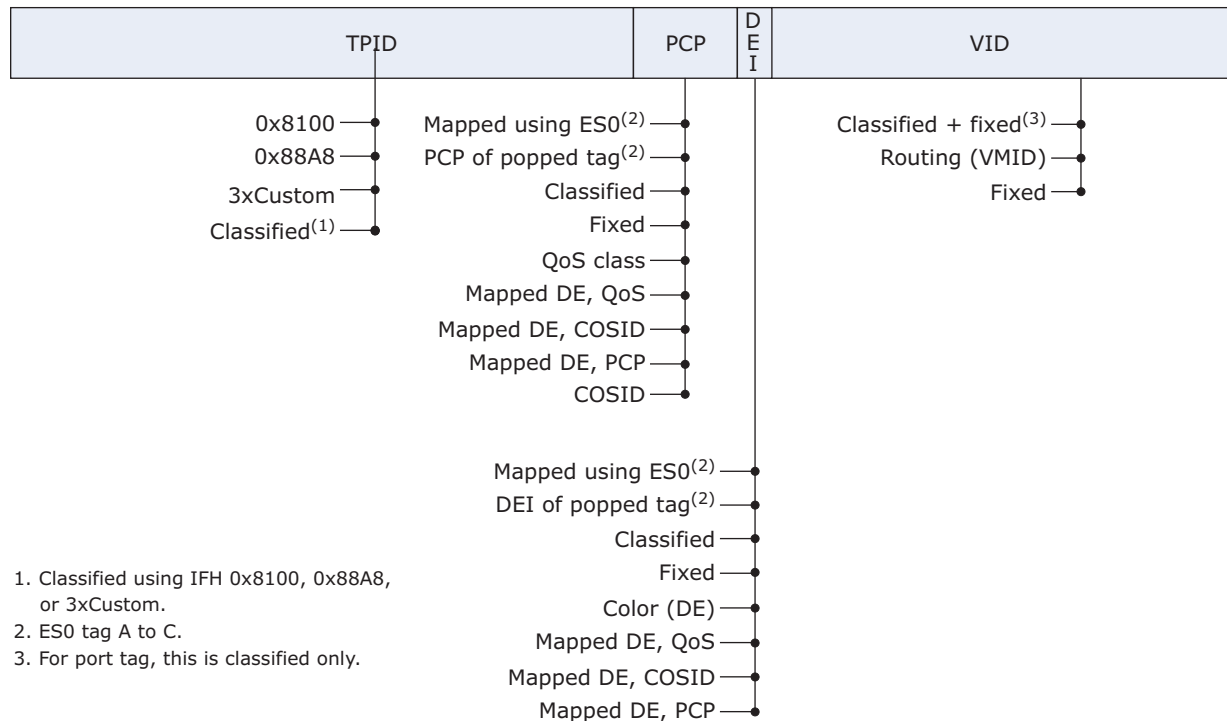 TPID
PCP
DEI
VID
0x8100
0x88A8
3xCustom
Classified(1)
Mapped using ES0(2)
PCP of popped tag(2)
Classified
Fixed
QoS class
Mapped DE, QoS
Mapped DE, COSID
Mapped DE, PCP
COSID
Classified + fixed(3)
Routing (VMID)
Fixed
Mapped using ES0(2)
DEI of popped tag(2)
Classified
Fixed
Color (DE)
Mapped DE, QoS
Mapped DE, COSID
Mapped DE, PCP
1. Classified using IFH 0x8100, 0x88A8,
or 3xCustom.
2. ES0 tag A to C.
3. For port tag, this is classified only.